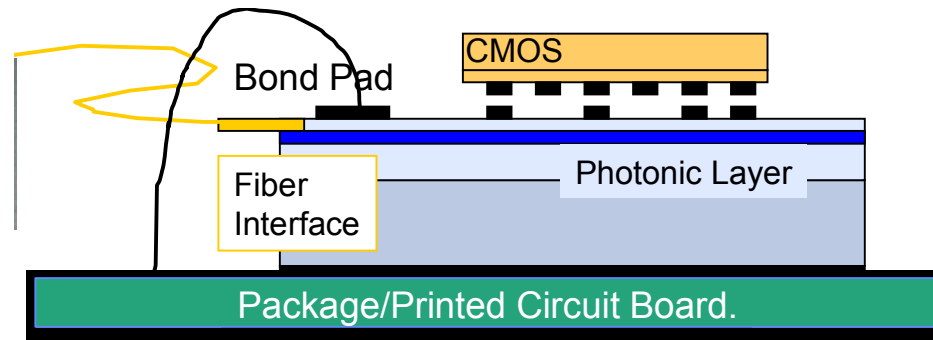 CMOS
Bond Pad
Photonic Layer
Fiber
Interface
Package/Printed Circuit Board.